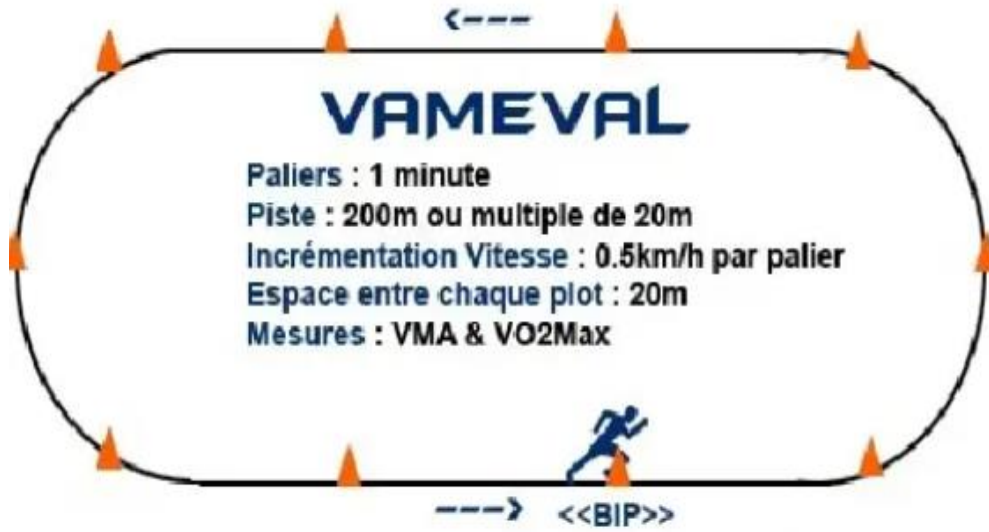 VAMEVAL
Paliers : 1 minute
Piste : 200m ou multiple de 20m
Incrémentation Vitesse : 0.5km/h par palier
Espace entre chaque plot : 20m
Mesures : VMA & VO2Max
<<BIP>>